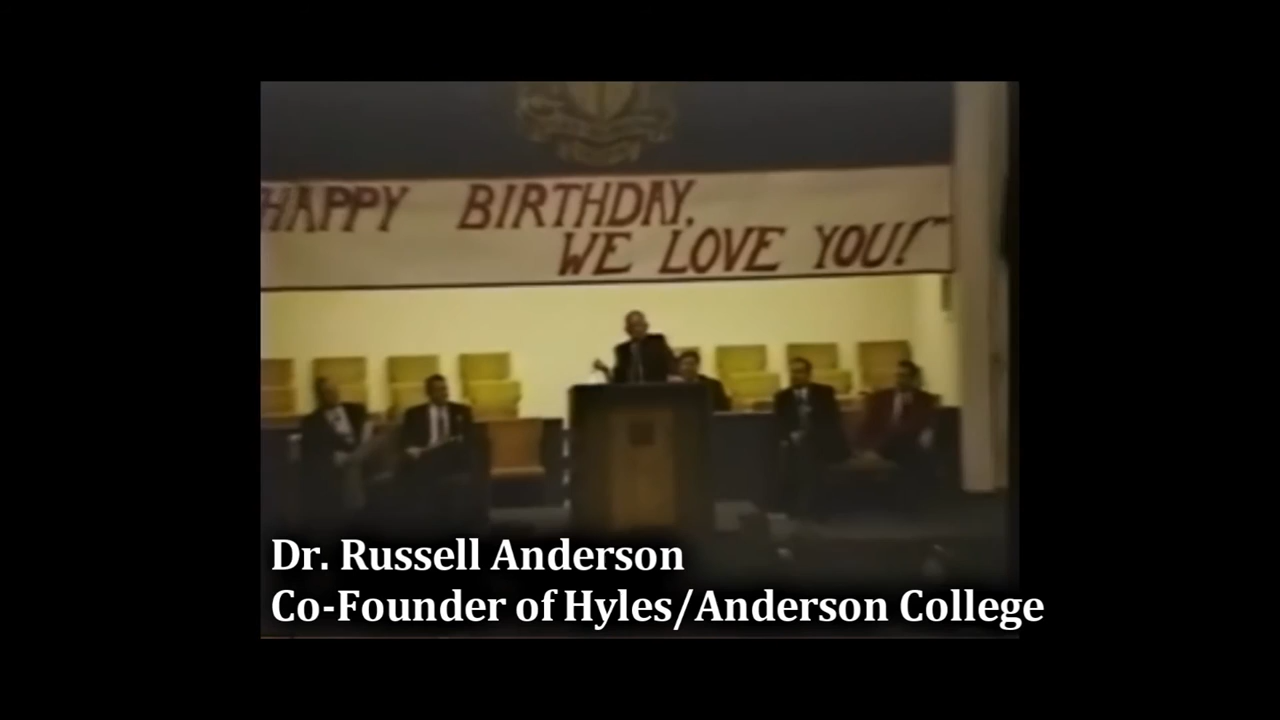 HAPPY BIRTHDAY,
WE LOVE YOU!"
Dr. Russell Anderson
Co-Founder of Hyles/Anderson College